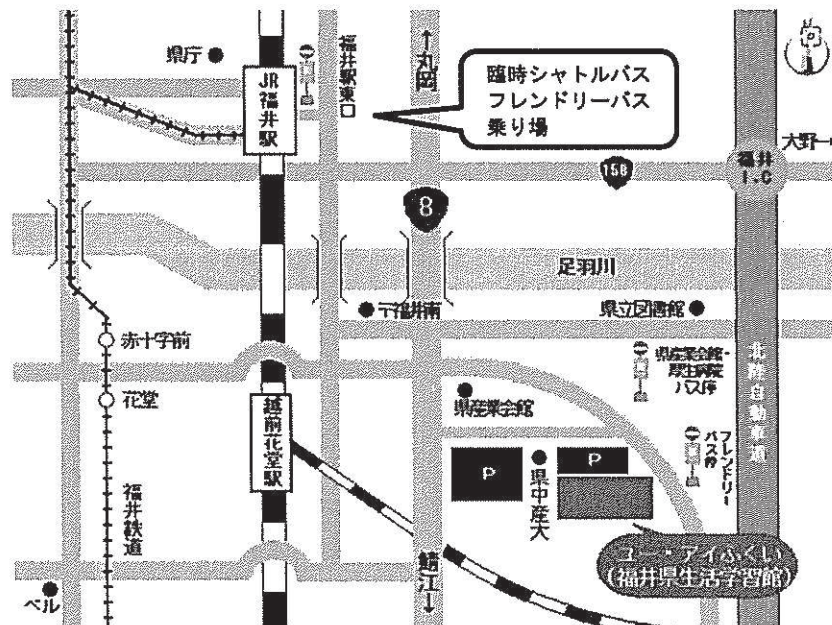 県庁
JR福井駅
福井駅東口
↑丸岡
臨時シャトルバス
フレンドリーバス
乗り場
大野→
158
福井
I.C
8
足羽川
〒福井南
県立図書館
赤十字前
花堂
福井鉄道
ベル
越前花堂駅
県産業会館
県産業会館・
厚生病院
バス停
フレンドリー
バス停
北陸自動車道
P
県中産大
P
鯖江↓
ユー・アイふくい
(福井県生活学習館)